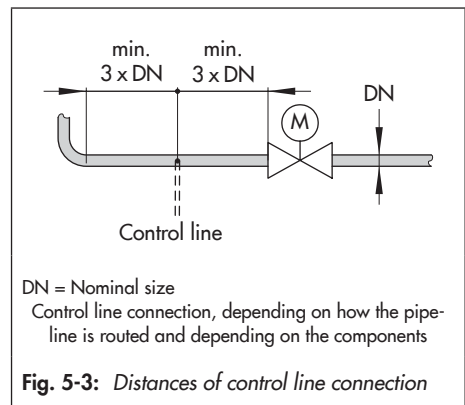 min.
min.
3 x DN
3 x DN
DN
M
Control line
DN = Nominal size
Control line connection, depending on how the pipe-
line is routed and depending on the components
Fig. 5-3: Distances of control line connection